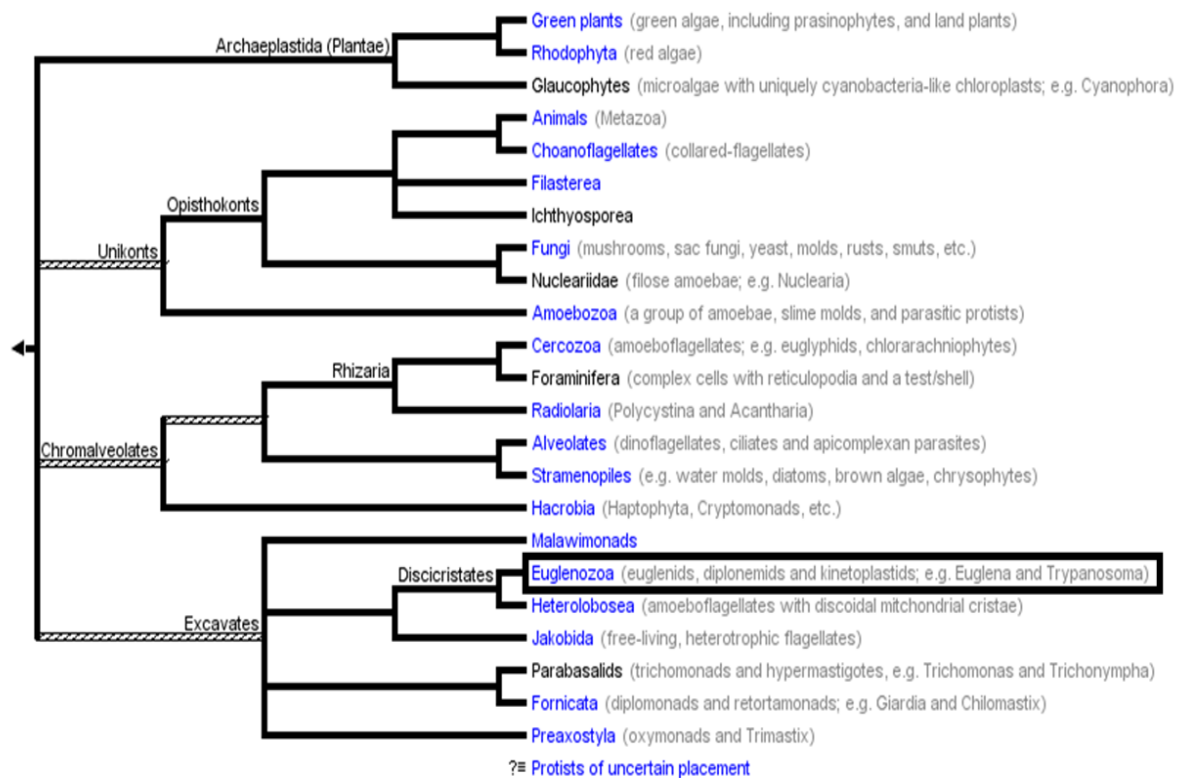 Green plants (green algae, including prasinophytes, and land plants)
Archaeplastida (Plantae)
Rhodophyta (red algae)
Glaucophytes (microalgae with uniquely cyanobacteria-like chloroplasts; e.g. Cyanophora)
Animals (Metazoa)
Choanoflagellates (collared-flagellates)
Filasterea
Opisthokonts
Ichthyosporea
Unikonts
Fungi (mushrooms, sac fungi, yeast, molds, rusts, smuts, etc.)
Nucleariidae (filose amoebae; e.g. Nuclearia)
Amoebozoa (a group of amoebae, slime molds, and parasitic protists)
Cercozoa (amoeboflagellates; e.g. euglyphids, chlorarachniophytes)
Rhizaria
Foraminifera (complex cells with reticulopodia and a test/shell)
Radiolaria (Polycystina and Acantharia)
Alveolates (dinoflagellates, ciliates and apicomplexan parasites)
Chromalveolates
Stramenopiles (e.g. water molds, diatoms, brown algae, chrysophytes)
Hacrobia (Haptophyta, Cryptomonads, etc.)
Malawimonads
Discicristates
Euglenozoa (euglenids, diplonemids and kinetoplastids; e.g. Euglena and Trypanosoma)
Heterolobosea (amoeboflagellates with discoidal mitchondrial cristae)
Excavates
Jakobida (free-living, heterotrophic flagellates)
Parabasalids (trichomonads and hypermastigotes, e.g. Trichomonas and Trichonympha)
Fornicata (diplomonads and retortamonads; e.g. Giardia and Chilomastix)
Preaxostyla (oxymonads and Trimastix)
?≡ Protists of uncertain placement